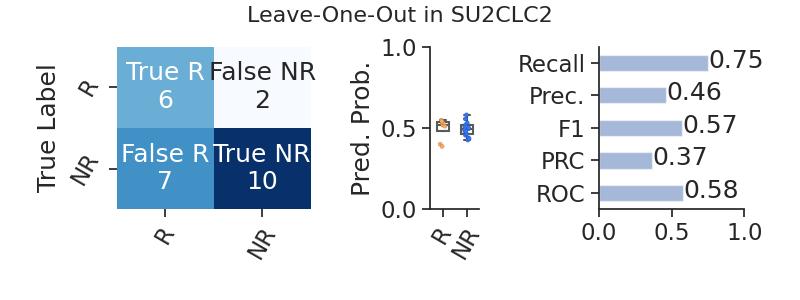 Leave-One-Out in SU2CLC2
True Label
R
NR
True R
6
False NR
2
False R
7
True NR
10
R
NR
Pred. Prob.
1.0
0.5
0.0
R
NR
Recall
Prec.
F1
PRC
ROC
0.75
0.46
0.57
0.37
0.58
0.0
0.5
1.0